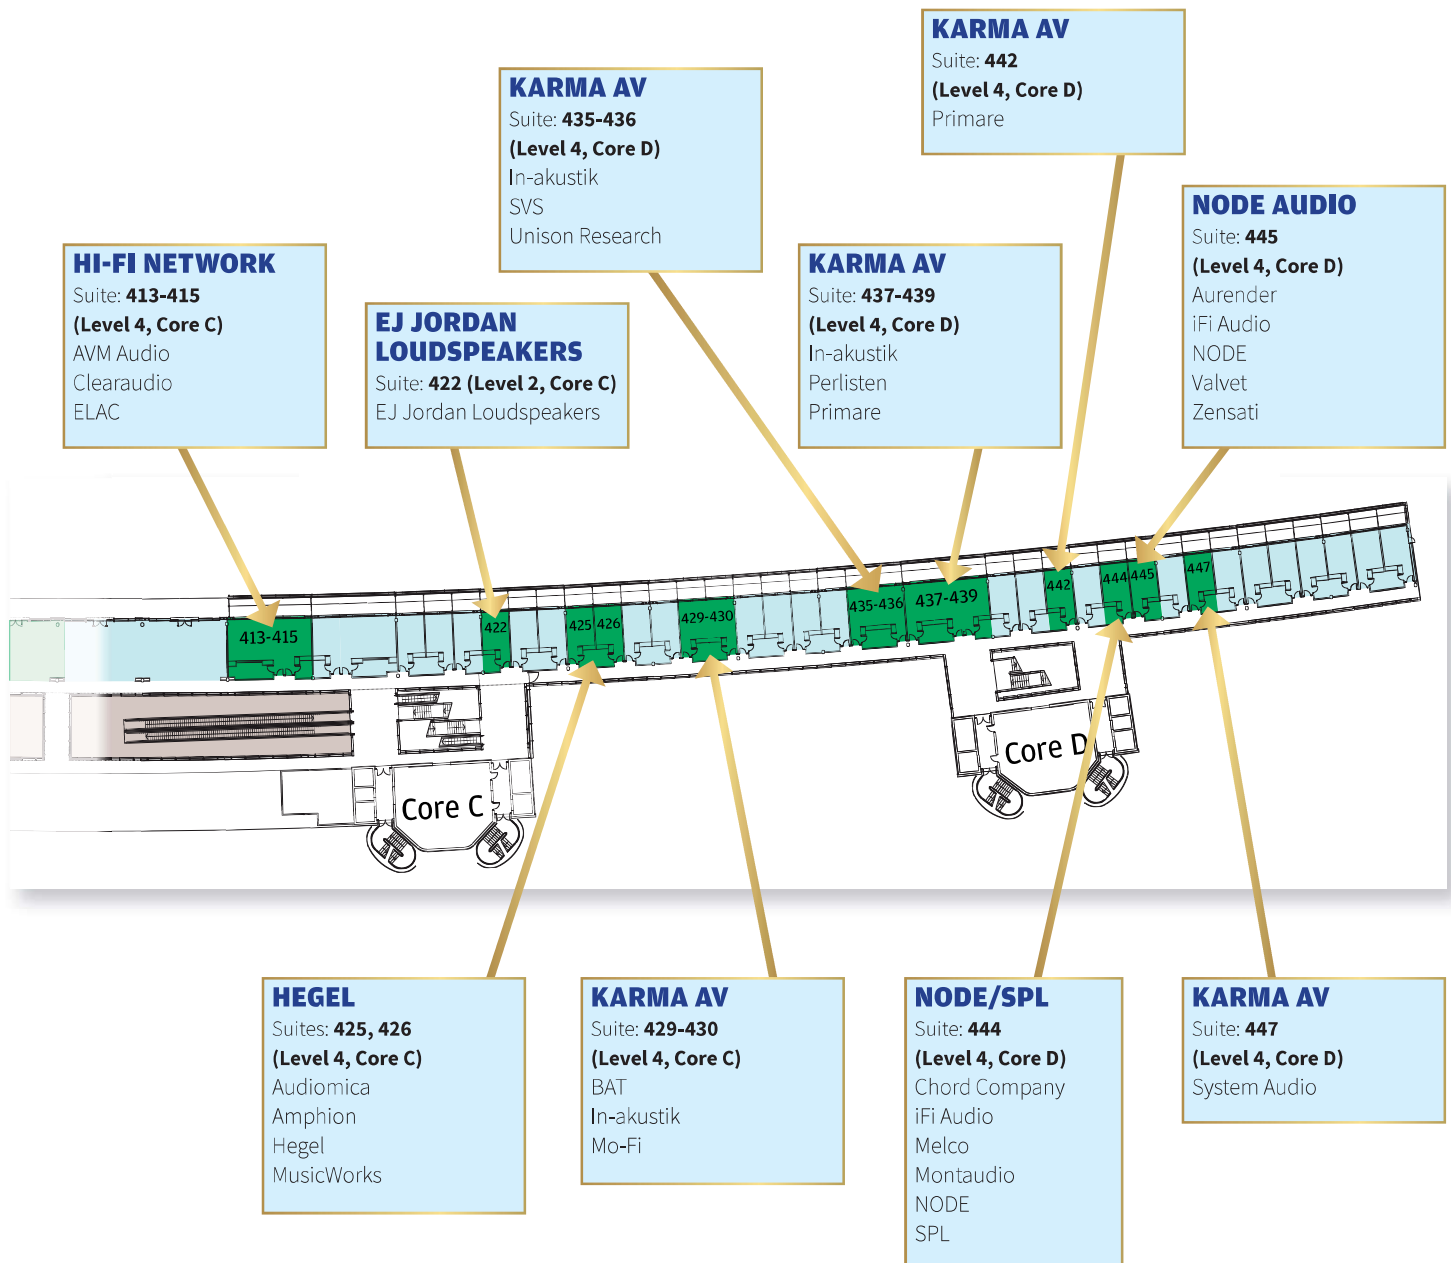 KARMA AV
Suite: 442
(Level 4, Core D)
Primare
KARMA AV
Suite: 435-436
(Level 4, Core D)
In-akustik
SVS
Unison Research
NODE AUDIO
Suite: 445
(Level 4, Core D)
Aurender
iFi Audio
NODE
Valvet
Zensati
HI-FI NETWORK
Suite: 413-415
(Level 4, Core C)
AVM Audio
Clearaudio
ELAC
KARMA AV
Suite: 437-439
(Level 4, Core D)
In-akustik
Perlisten
Primare
EJ JORDAN
LOUDSPEAKERS
Suite: 422 (Level 2, Core C)
EJ Jordan Loudspeakers
413-415
422
425
426
429-430
435-436
437-439
442
444
445
447
Core C
Core D
HEGEL
Suites: 425, 426
(Level 4, Core C)
Audiomica
Amphion
Hegel
MusicWorks
KARMA AV
Suite: 429-430
(Level 4, Core C)
BAT
In-akustik
Mo-Fi
NODE/SPL
Suite: 444
(Level 4, Core D)
Chord Company
iFi Audio
Melco
Montaudio
NODE
SPL
KARMA AV
Suite: 447
(Level 4, Core D)
System Audio